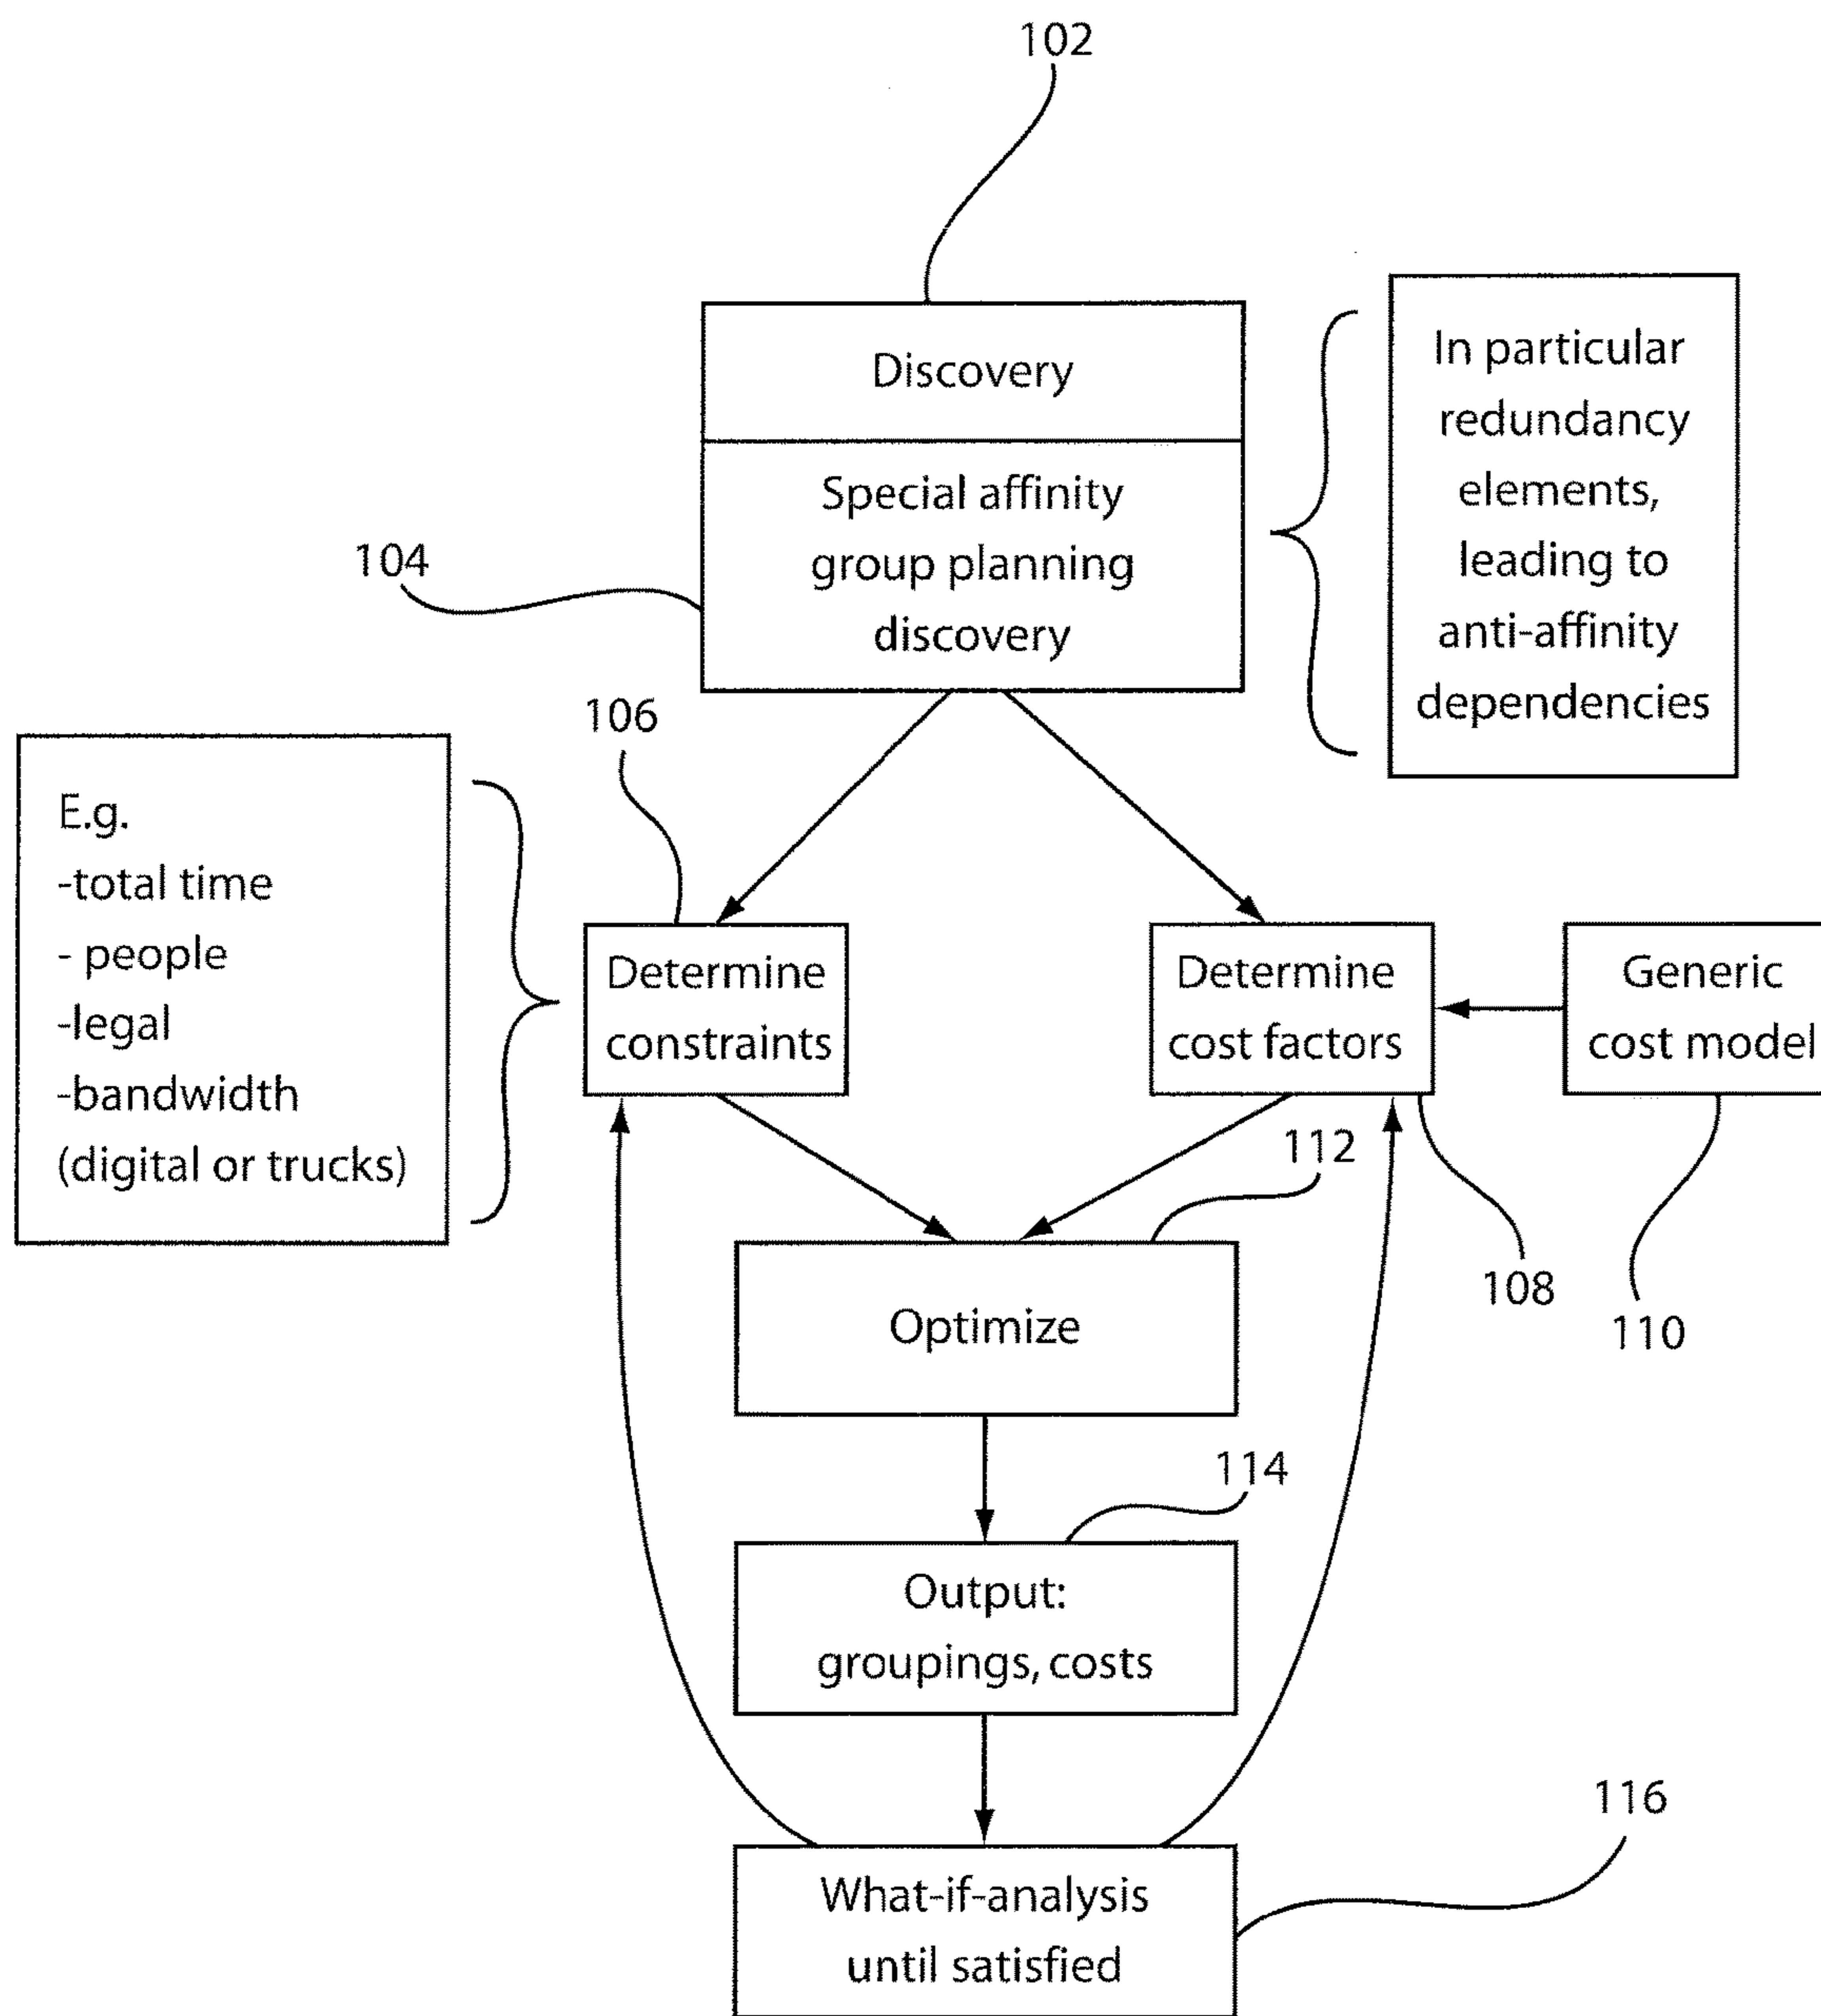 102
Discovery
Special affinity
group planning
discovery
104
In particular
redundancy
elements,
leading to
anti-affinity
dependencies
106
E.g.
-total time
- people
-legal
-bandwidth
(digital or trucks)
Determine
constraints
Determine
cost factors
Generic
cost model
112
108
110
Optimize
114
Output:
groupings, costs
116
What-if-analysis
until satisfied